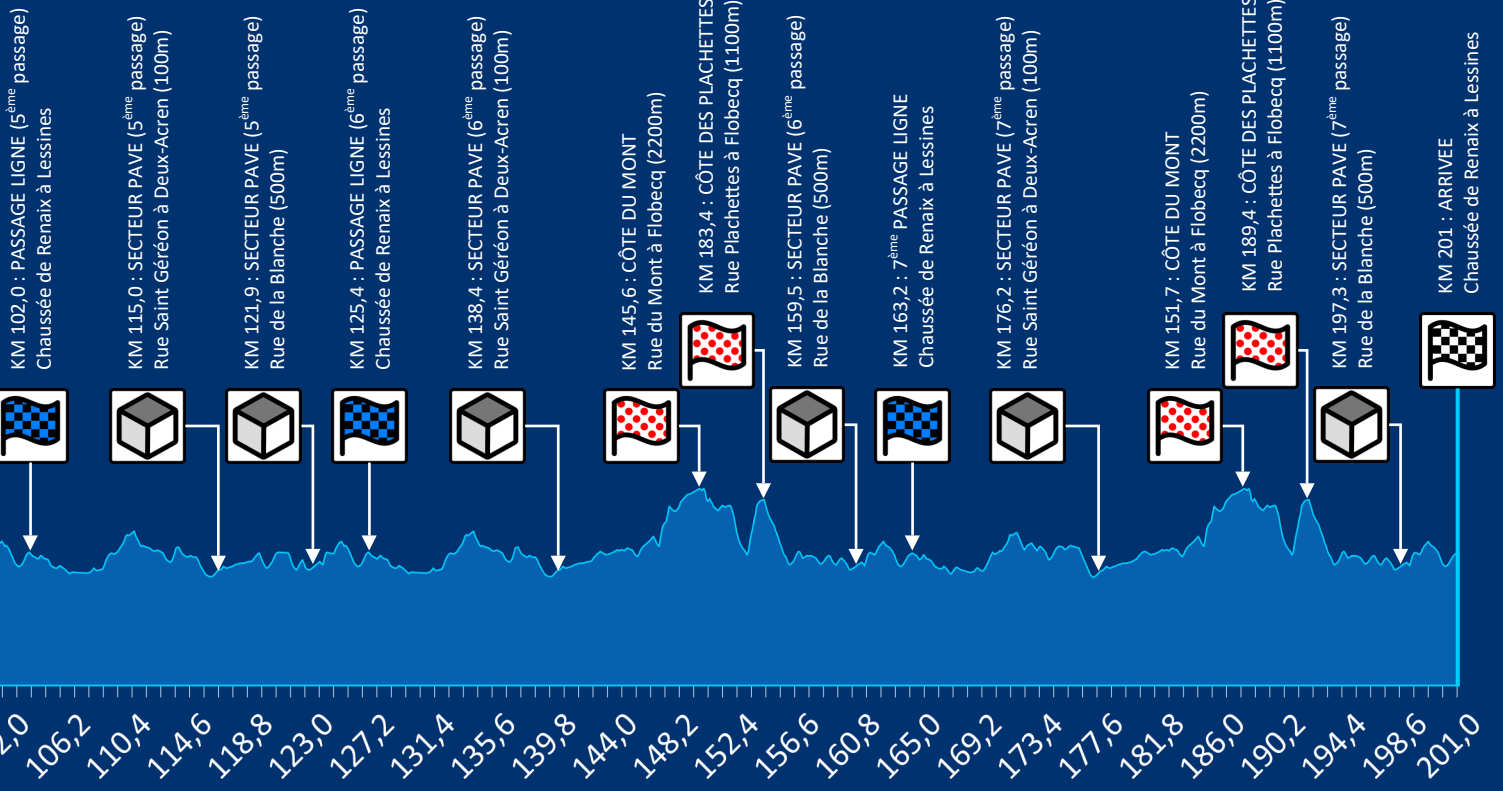 KM 102,0 : PASSAGE LIGNE (5ème passage)
Chaussée de Renaix à Lessines
KM 115,0 : SECTEUR PAVE (5ème passage)
Rue Saint Géréon à Deux-Acren (100m)
KM 121,9 : SECTEUR PAVE (5ème passage)
Rue de la Blanche (500m)
KM 125,4 : PASSAGE LIGNE (6ème passage)
Chaussée de Renaix à Lessines
KM 138,4 : SECTEUR PAVE (6ème passage)
Rue Saint Géréon à Deux-Acren (100m)
KM 145,6 : CÔTE DU MONT
Rue du Mont à Flobecq (2200m)
KM 183,4 : CÔTE DES PLACHETTES
Rue Plachettes à Flobecq (1100m)
KM 159,5 : SECTEUR PAVE (6ème passage)
Rue de la Blanche (500m)
KM 163,2 : 7ème PASSAGE LIGNE
Chaussée de Renaix à Lessines
KM 176,2 : SECTEUR PAVE (7ème passage)
Rue Saint Géréon à Deux-Acren (100m)
KM 151,7 : CÔTE DU MONT
Rue du Mont à Flobecq (2200m)
KM 189,4 : CÔTE DES PLACHETTES
Rue Plachettes à Flobecq (1100m)
KM 197,3 : SECTEUR PAVE (7ème passage)
Rue de la Blanche (500m)
KM 201 : ARRIVEE
Chaussée de Renaix à Lessines
2,0
106,2
110,4
114,6
118,8
123,0
127,2
131,4
135,6
139,8
144,0
148,2
152,4
156,6
160,8
165,0
169,2
173,4
177,6
181,8
186,0
190,2
194,4
198,6
201,0